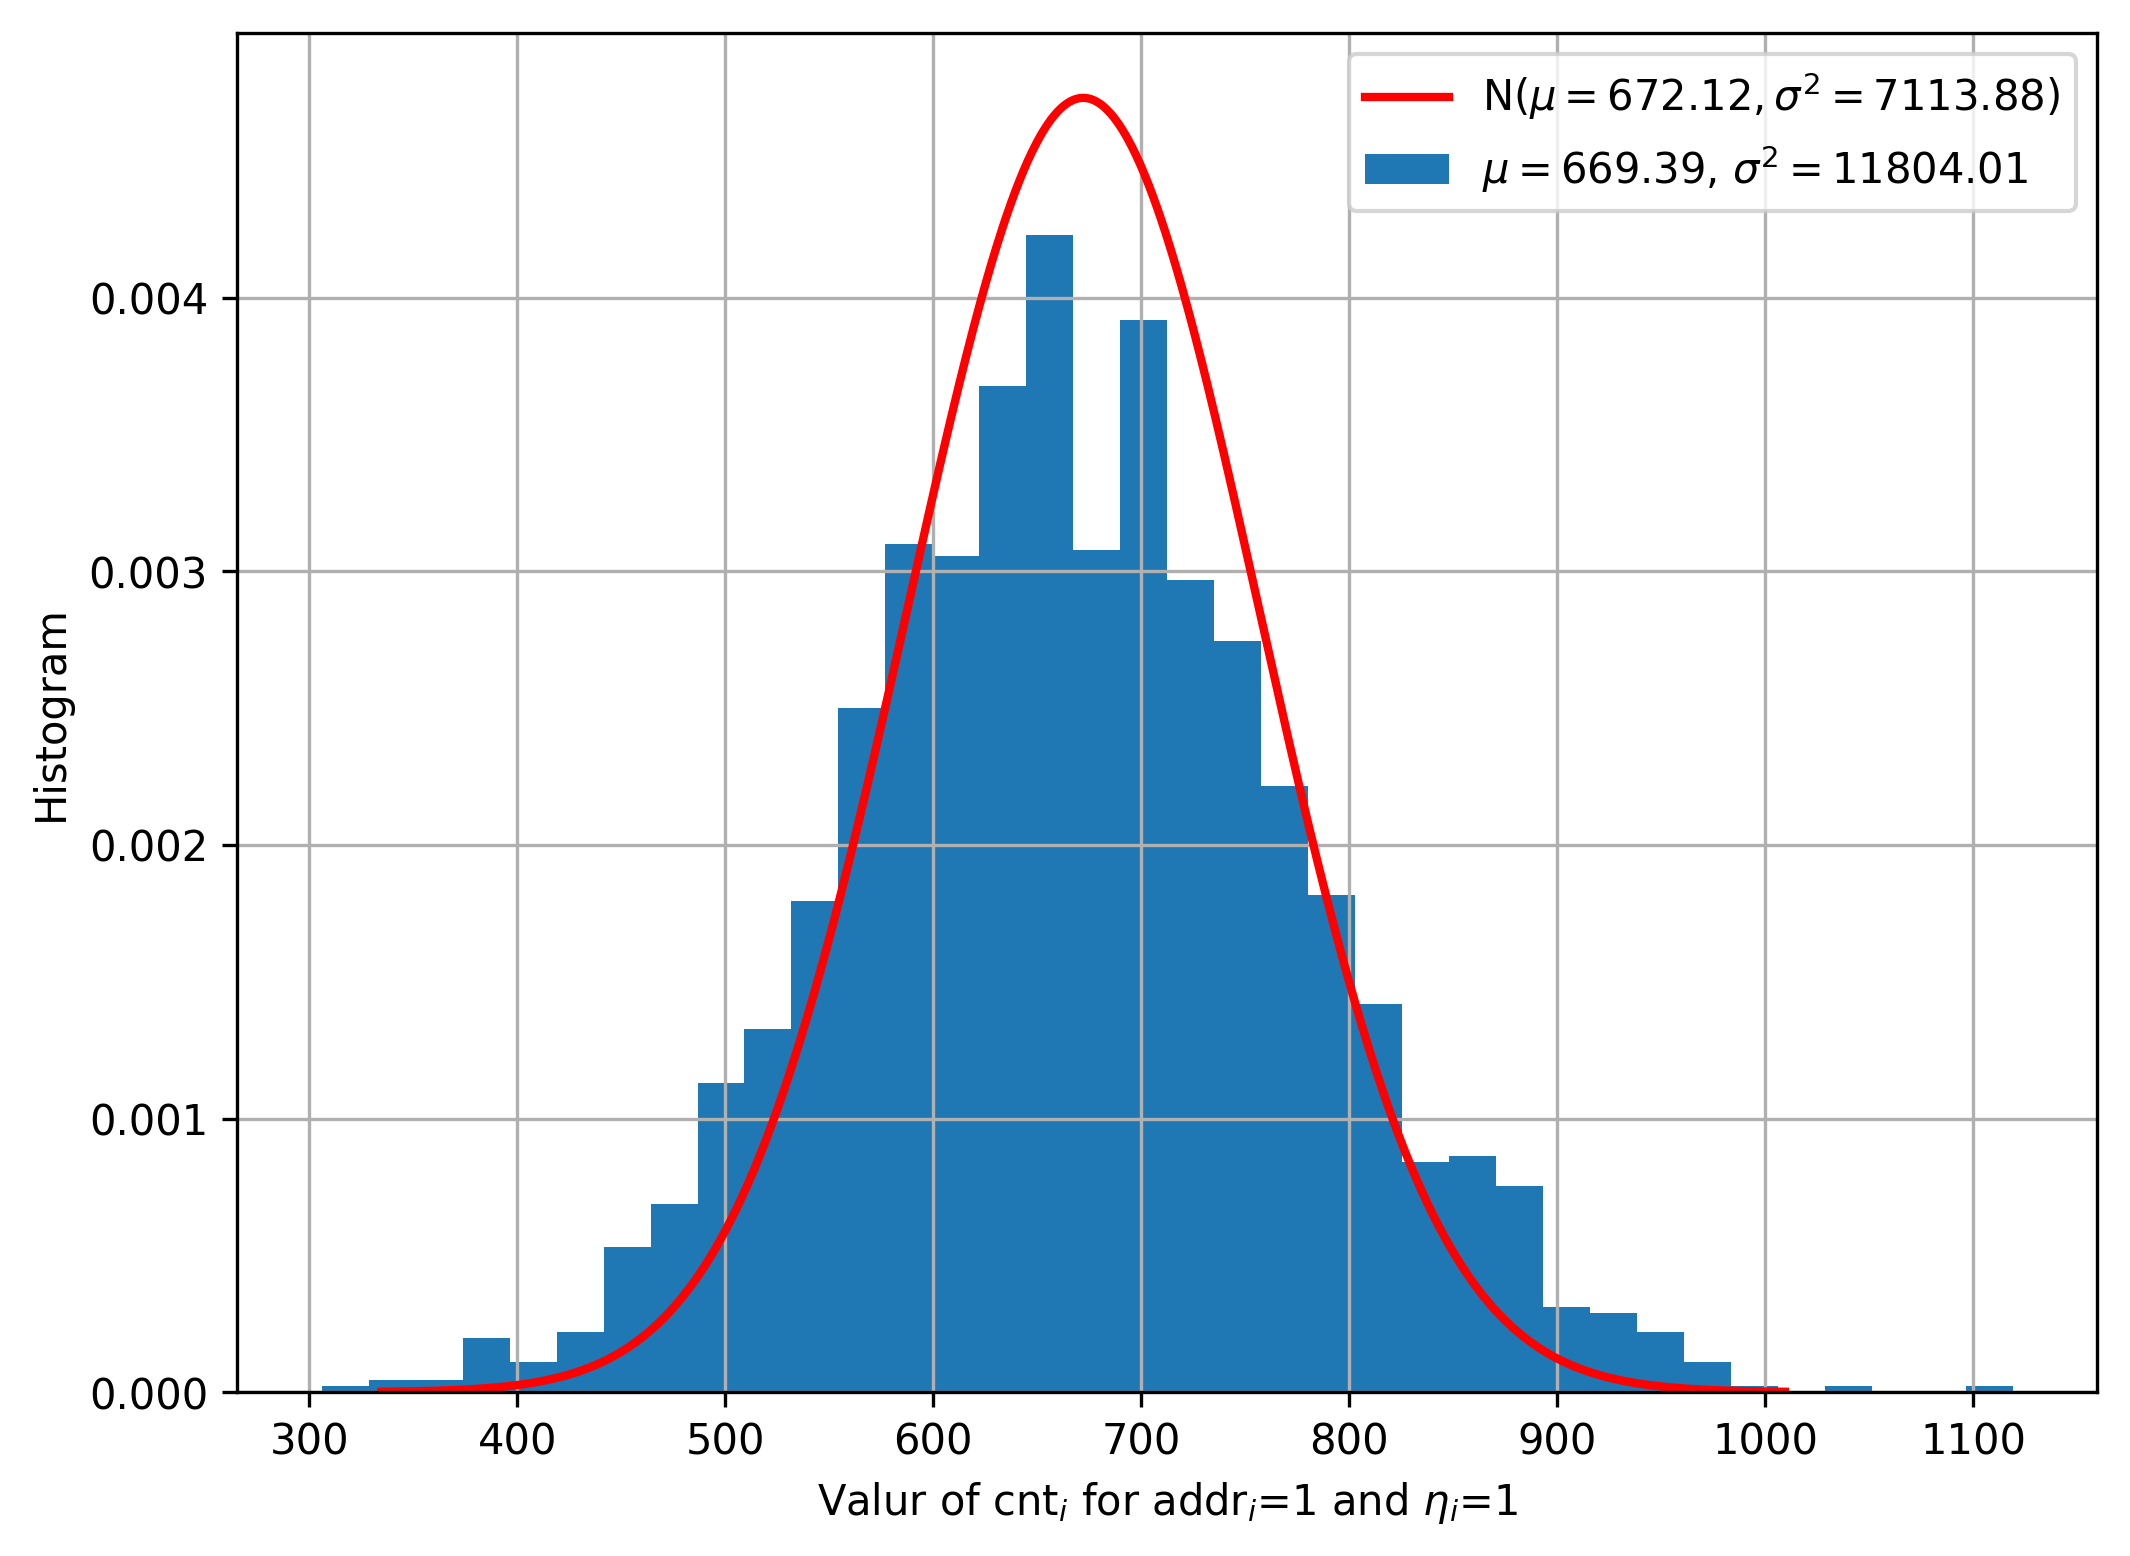 N(μ = 672.12, σ² = 7113.88)
μ = 669.39, σ² = 11804.01
0.004
0.003
0.002
0.001
0.000
Histogram
300 400 500 600 700 800 900 1000 1100
Valur of cntᵢ for addrᵢ=1 and ηᵢ=1